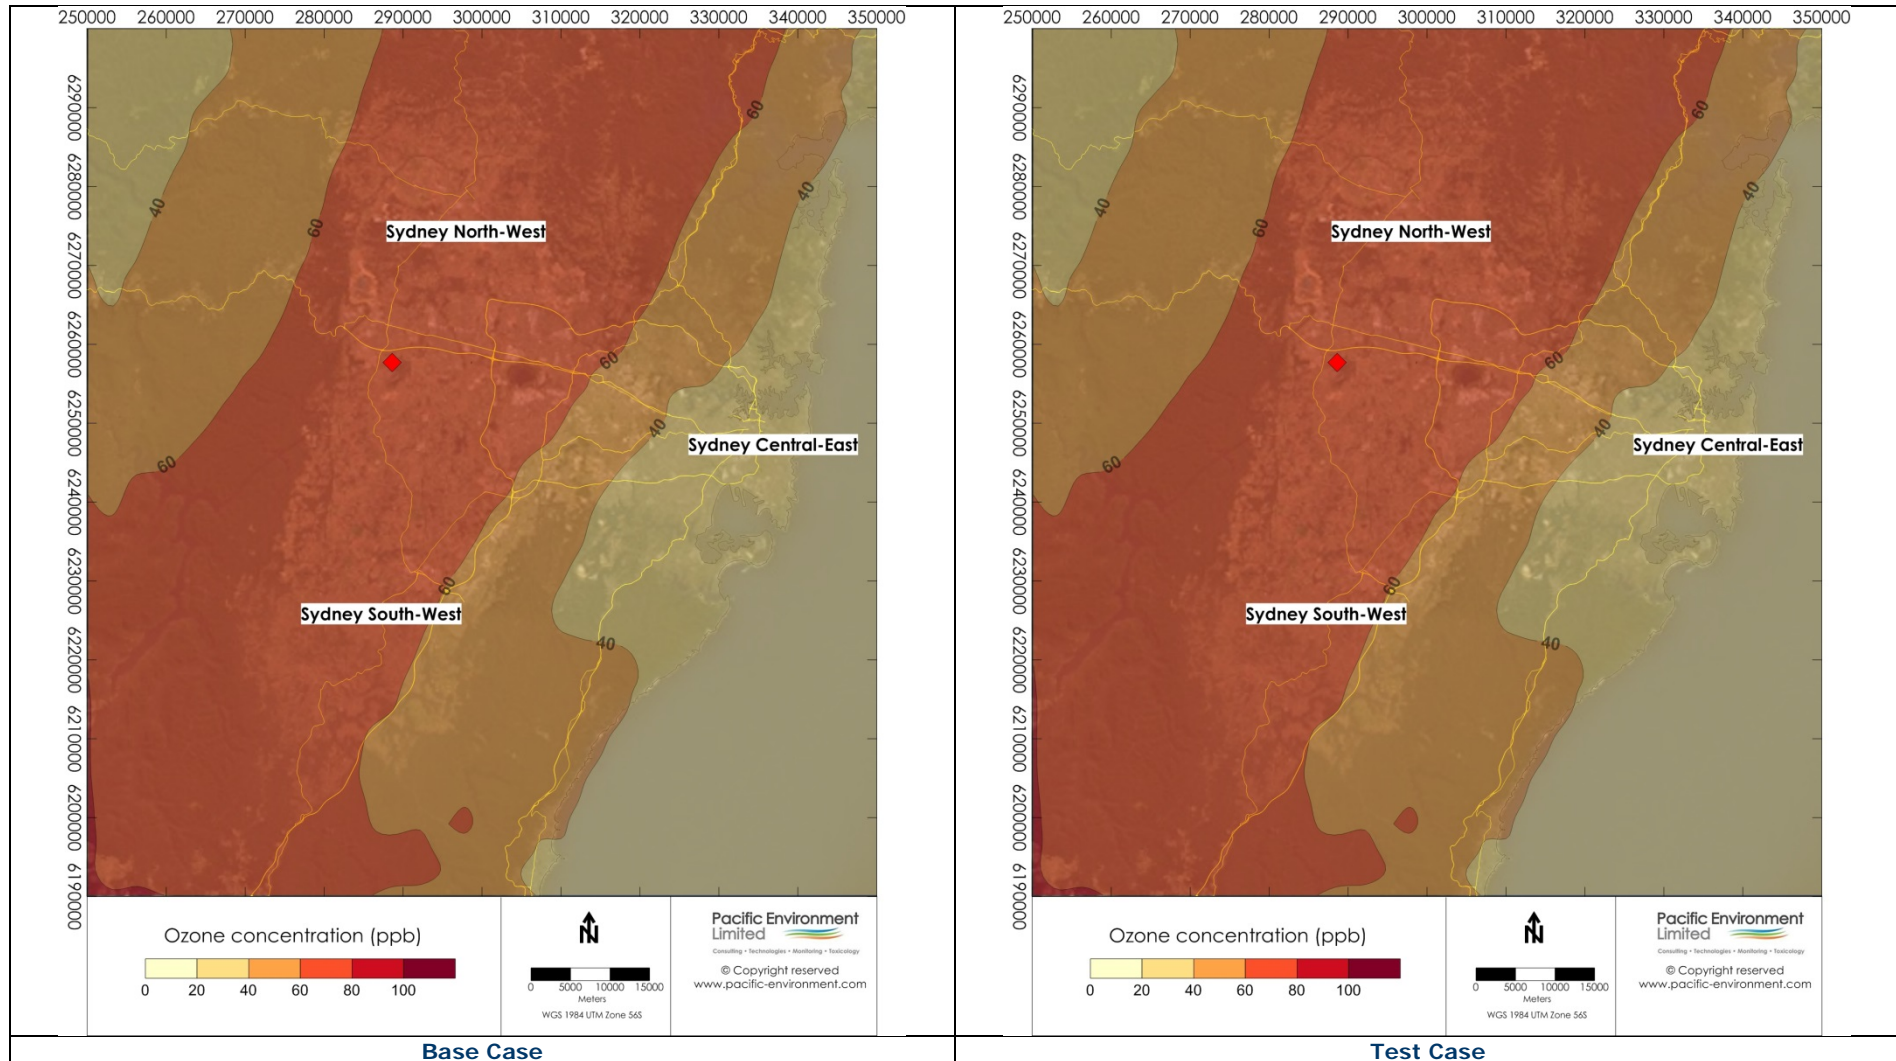 250000 260000 270000 280000 290000 300000 310000 320000 330000 340000 350000
6290000
6280000
6270000
6260000
6250000
6240000
6230000
6220000
6210000
6200000
6190000
60
40
40
60
Sydney North-West
60
40
Sydney Central-East
60
60
Sydney South-West
40
Ozone concentration (ppb)
0 20 40 60 80 100
N
0 5000 10000 15000
Meters
WGS 1984 UTM Zone 56S
Pacific Environment
Limited
Consulting • Technologies • Monitoring • Toxicology
© Copyright reserved
www.pacific-environment.com
Base Case
250000 260000 270000 280000 290000 300000 310000 320000 330000 340000 350000
6290000
6280000
6270000
6260000
6250000
6240000
6230000
6220000
6210000
6200000
6190000
60
40
40
60
Sydney North-West
60
40
Sydney Central-East
60
60
Sydney South-West
40
Ozone concentration (ppb)
0 20 40 60 80 100
N
0 5000 10000 15000
Meters
WGS 1984 UTM Zone 56S
Pacific Environment
Limited
Consulting • Technologies • Monitoring • Toxicology
© Copyright reserved
www.pacific-environment.com
Test Case